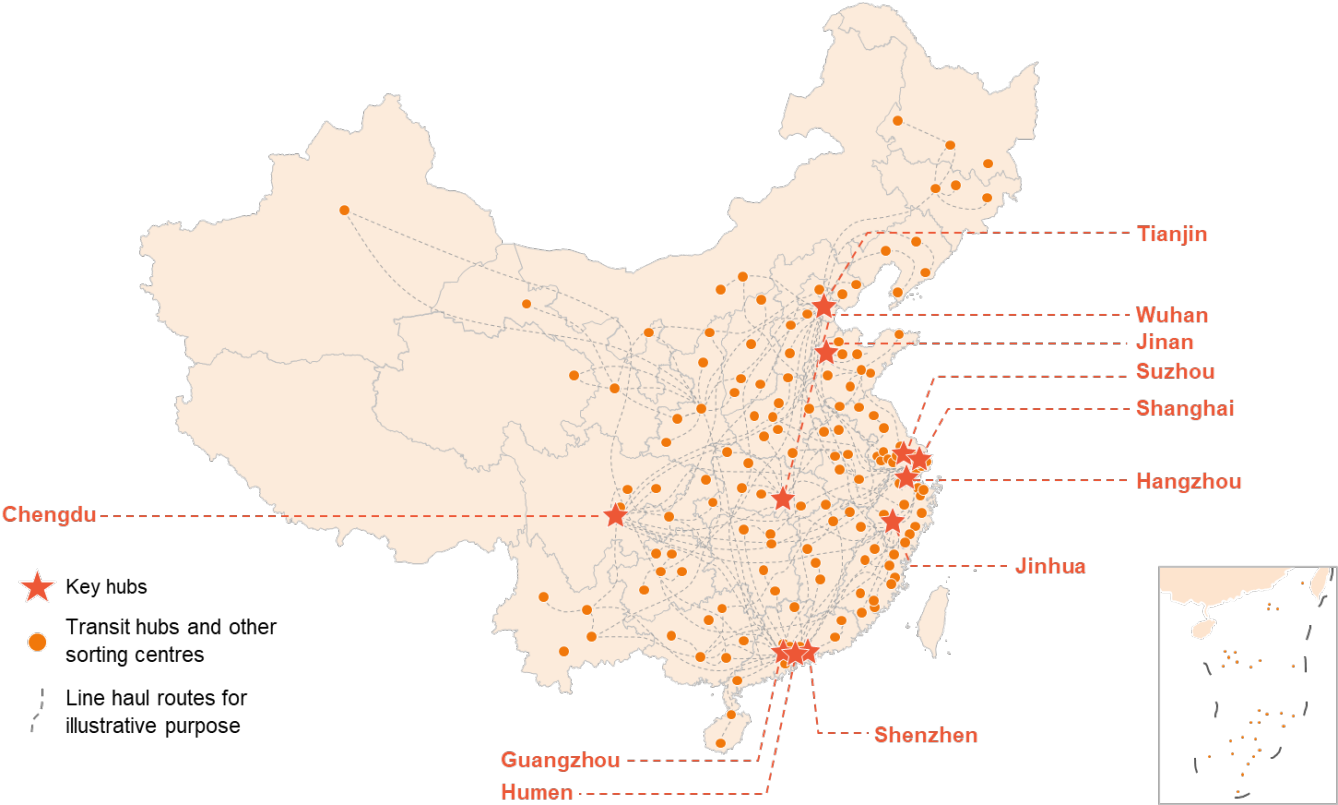 Tianjin
Wuhan
Jinan
Suzhou
Shanghai
Hangzhou
Chengdu
Jinhua
Key hubs
Transit hubs and other
sorting centres
Line haul routes for
illustrative purpose
Shenzhen
Guangzhou
Humen